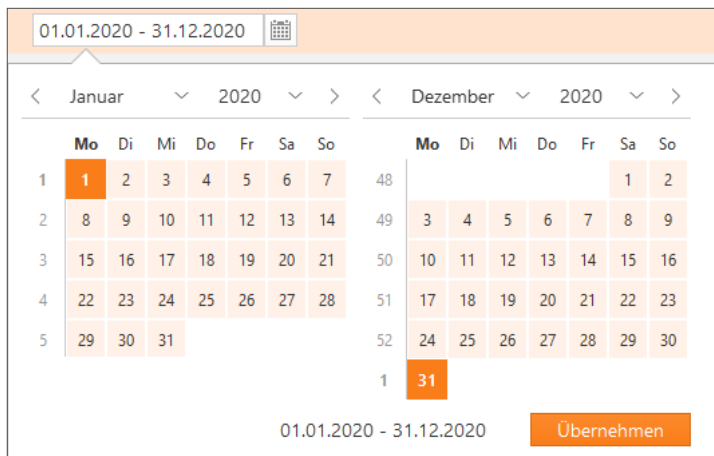 01.01.2020 - 31.12.2020
Januar 2020
Mo Di Mi Do Fr Sa So
1 1 2 3 4 5 6 7
2 8 9 10 11 12 13 14
3 15 16 17 18 19 20 21
4 22 23 24 25 26 27 28
5 29 30 31
Dezember 2020
Mo Di Mi Do Fr Sa So
48 1 2
49 3 4 5 6 7 8 9
50 10 11 12 13 14 15 16
51 17 18 19 20 21 22 23
52 24 25 26 27 28 29 30
1 31
01.01.2020 - 31.12.2020
Übernehmen